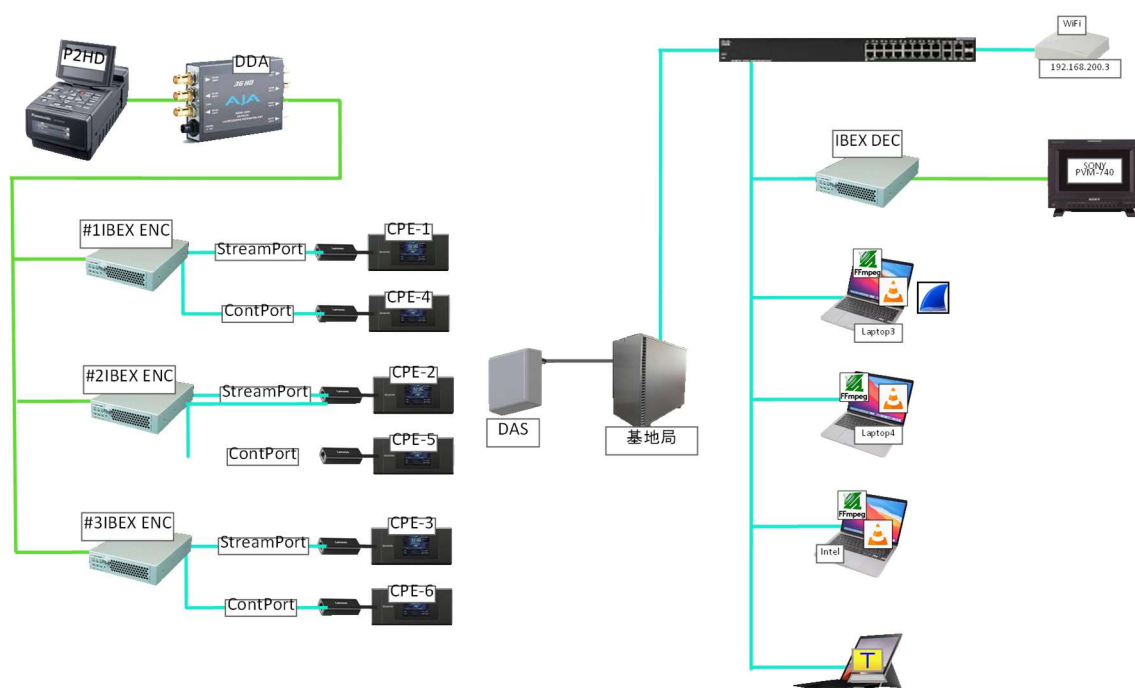 P2HD
DDA
3G HD
AJA
#1IBEX ENC
StreamPort
CPE-1
ContPort
CPE-4
#2IBEX ENC
StreamPort
CPE-2
ContPort
CPE-5
#3IBEX ENC
StreamPort
CPE-3
ContPort
CPE-6
DAS
基地局
WiFi
192.168.200.3
IBEX DEC
SONY
PVM-740
SONY
FFmpeg
Laptop3
FFmpeg
Laptop4
FFmpeg
Intel
T